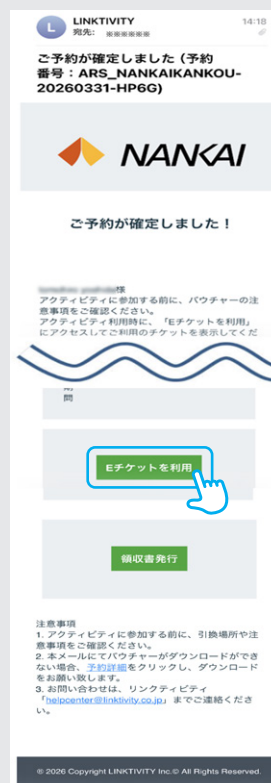 L
LINKTIVITY
14:18
宛先: ※※※※※※
ご予約が確定しました (予約
番号：ARS_NANKAIKANKOU-
20260331-HP6G)
NANKAI
ご予約が確定しました！
様
アクティビティに参加する前に、バウチャーの注
意事項をご確認ください。
アクティビティ利用時に、「Eチケットを利用」
にアクセスしてご利用のチケットを表示してくだ
問
Eチケットを利用
領収書発行
注意事項
1. アクティビティに参加する前に、引換場所や注
意事項をご確認ください。
2. 本メールにてバウチャーがダウンロードができ
ない場合、予約詳細をクリックし、ダウンロード
をお願い致します。
3. お問い合わせは、リンクティビティ
「helpcenter@linktivity.co.jp」までご連絡くださ
い。
© 2026 Copyright LINKTIVITY Inc.© All Rights Reserved.